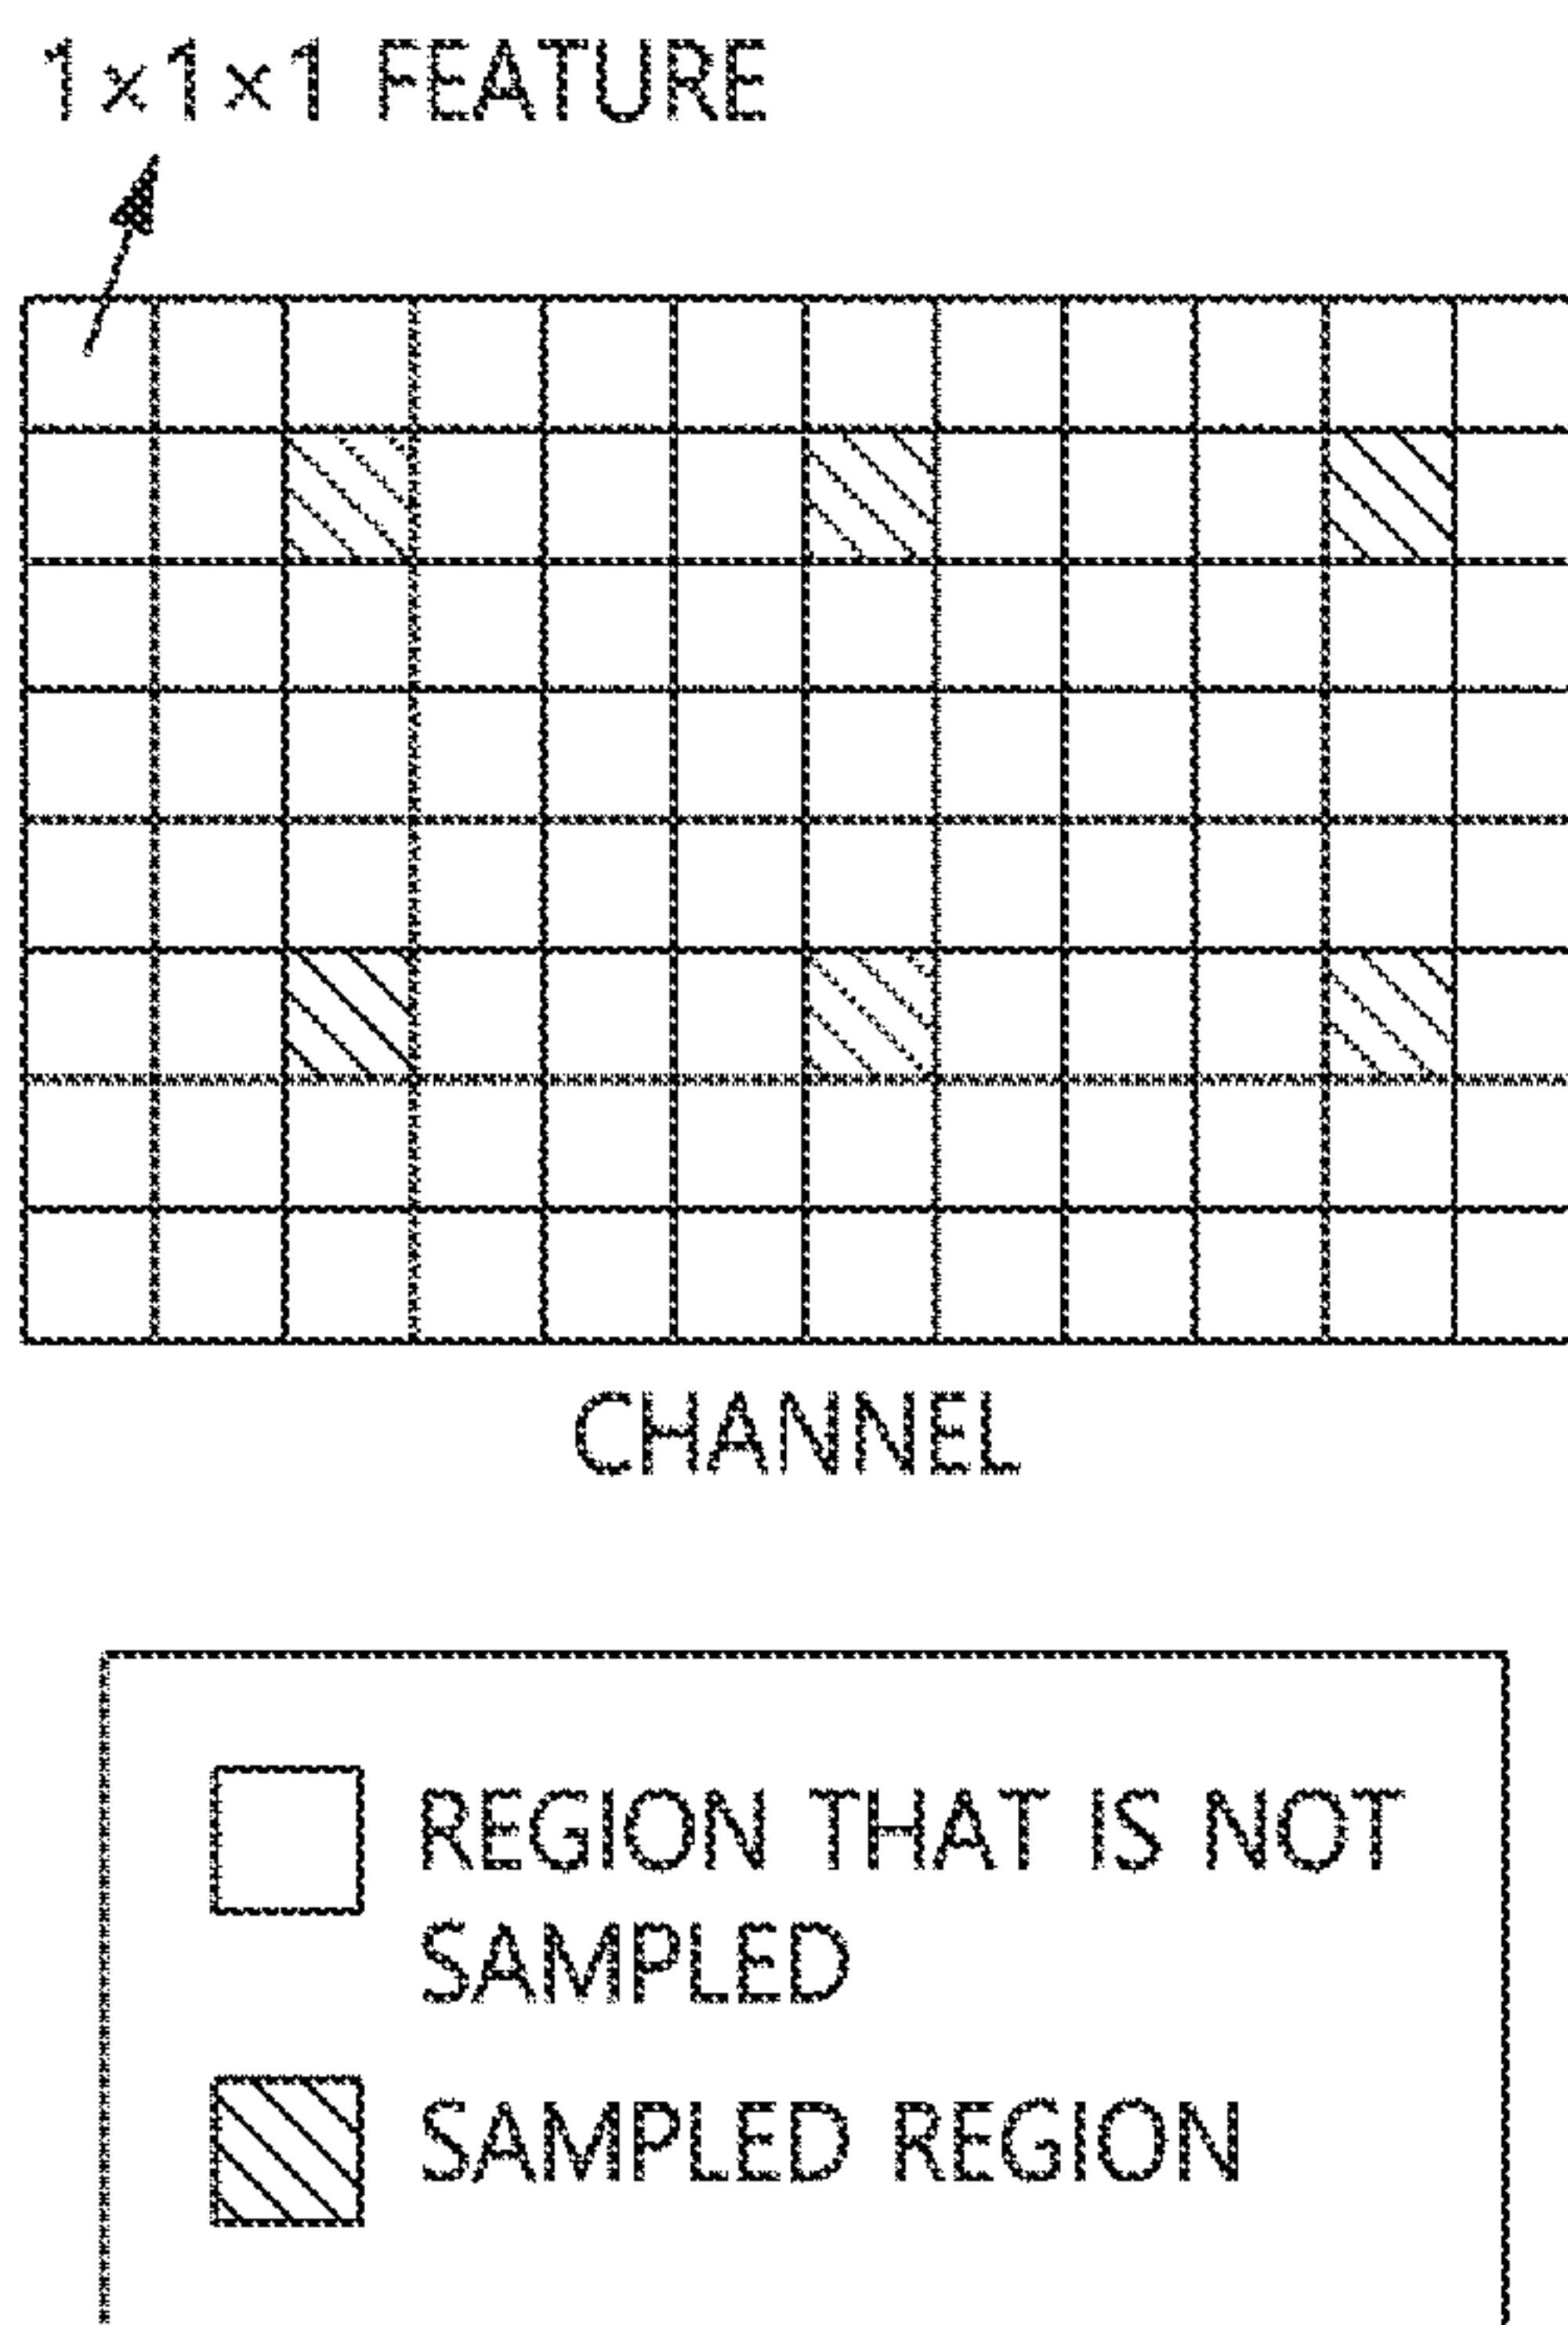 1×1×1 FEATURE
CHANNEL
REGION THAT IS NOT
SAMPLED
SAMPLED REGION